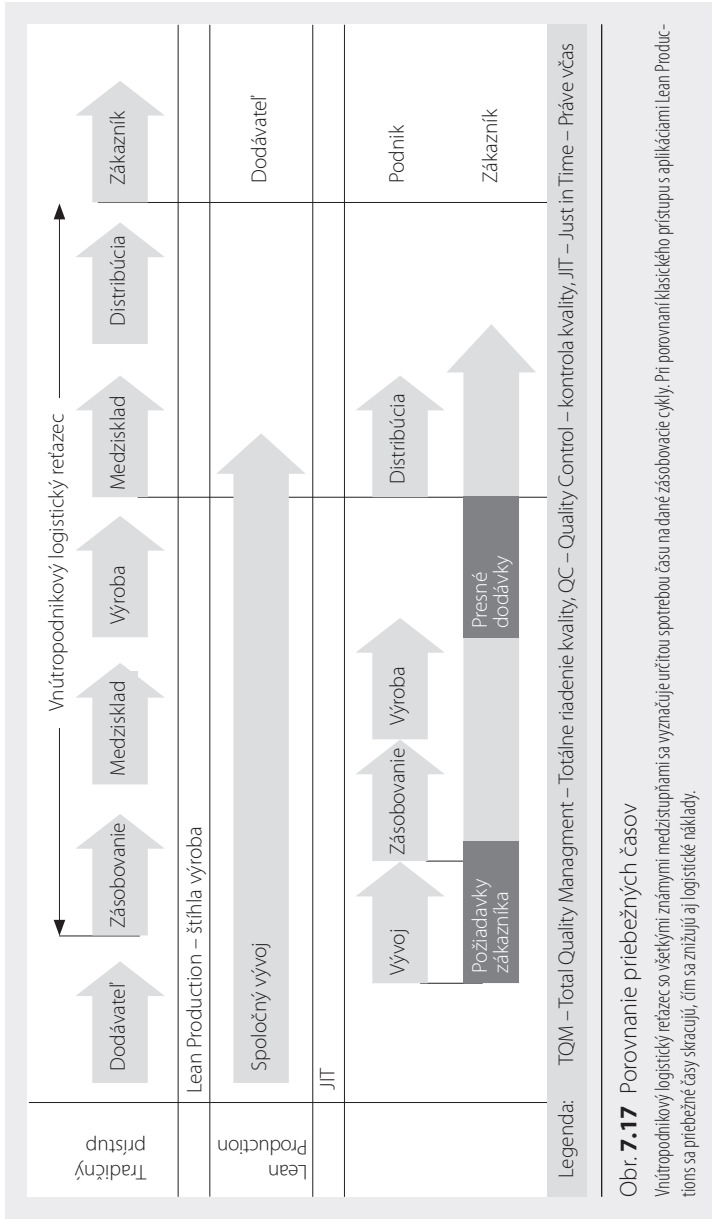 Vnútropodnikový logistický reťazec
Tradičný
prístup
Dodávateľ
Zásobovanie
Medzisklad
Výroba
Medzisklad
Distribúcia
Zákazník
Lean Production – štíhla výroba
Lean
Production
Spoločný vývoj
Dodávateľ
JIT
Vývoj
Zásobovanie
Výroba
Distribúcia
Podnik
Požiadavky
zákazníka
Presné
dodávky
Zákazník
Legenda: TQM – Total Quality Managment – Totálne riadenie kvality, QC – Quality Control – kontrola kvality, JIT – Just in Time – Práve včas
Obr. 7.17 Porovnanie priebežných časov
Vnútropodnikový logistický reťazec so všetkými známymi medzistupňami sa vyznačuje určitou spotrebou času na dané zásobovacie cykly. Pri porovnaní klasického prístupu s aplikáciami Lean Produc-
tions sa priebežné časy skracujú, čím sa znižujú aj logistické náklady.